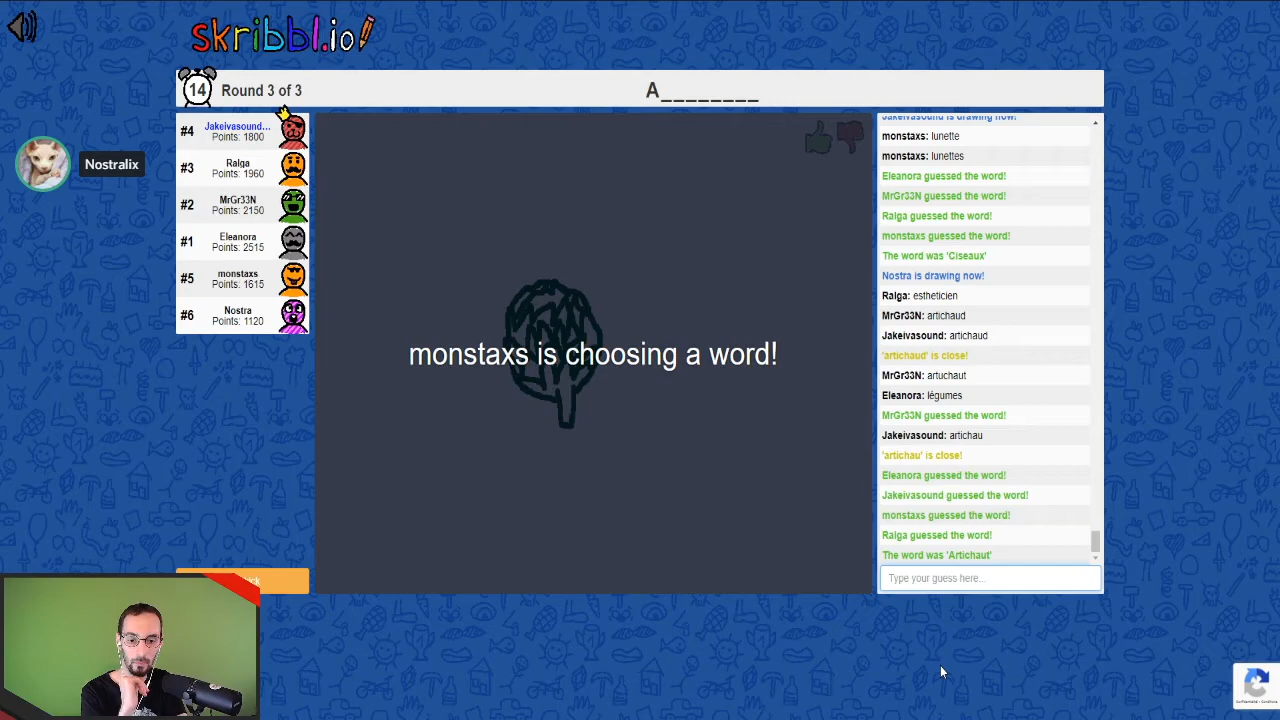 skribbl.io
14
Round 3 of 3
A________
#4
Jakeivasound...
Points: 1800
#3
Ralga
Points: 1960
#2
MrGr33N
Points: 2150
#1
Eleanora
Points: 2515
#5
monstaxs
Points: 1615
#6
Nostra
Points: 1120
Nostralix
monstaxs is choosing a word!
Jakeivasound is drawing now!
monstaxs: lunette
monstaxs: lunettes
Eleanora guessed the word!
MrGr33N guessed the word!
Ralga guessed the word!
monstaxs guessed the word!
The word was 'Ciseaux'
Nostra is drawing now!
Ralga: estheticien
MrGr33N: artichaud
Jakeivasound: artichaud
'artichaud' is close!
MrGr33N: artuchaut
Eleanora: légumes
MrGr33N guessed the word!
Jakeivasound: artichau
'artichau' is close!
Eleanora guessed the word!
Jakeivasound guessed the word!
monstaxs guessed the word!
Ralga guessed the word!
The word was 'Artichaut'
Type your guess here...